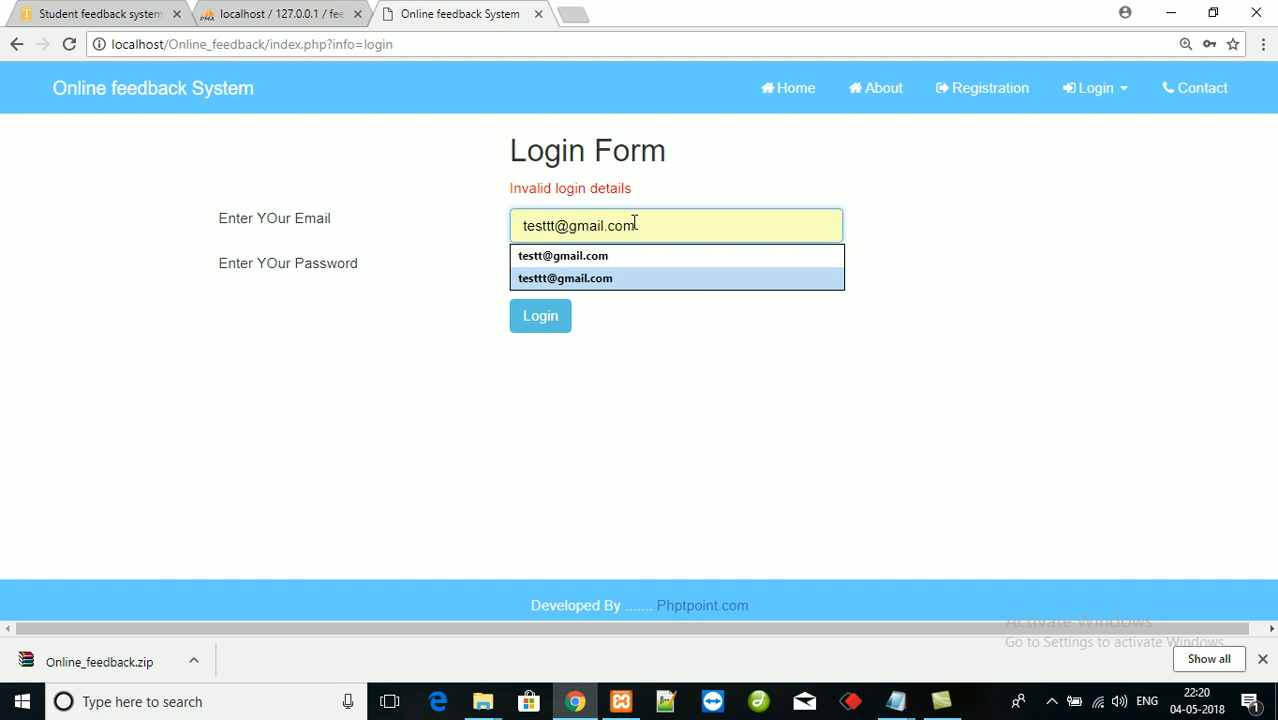 Student feedback system
localhost / 127.0.0.1 / fee
Online feedback System
localhost/Online_feedback/index.php?info=login
Online feedback System
Home
About
Registration
Login
Contact
Login Form
Invalid login details
Enter YOur Email
testtt@gmail.com
testt@gmail.com
testtt@gmail.com
Enter YOur Password
Login
Developed By ....... Phptpoint.com
Activate Windows
Go to Settings to activate Windows.
Online_feedback.zip
Show all
Type here to search
ENG
22:20
04-05-2018
1